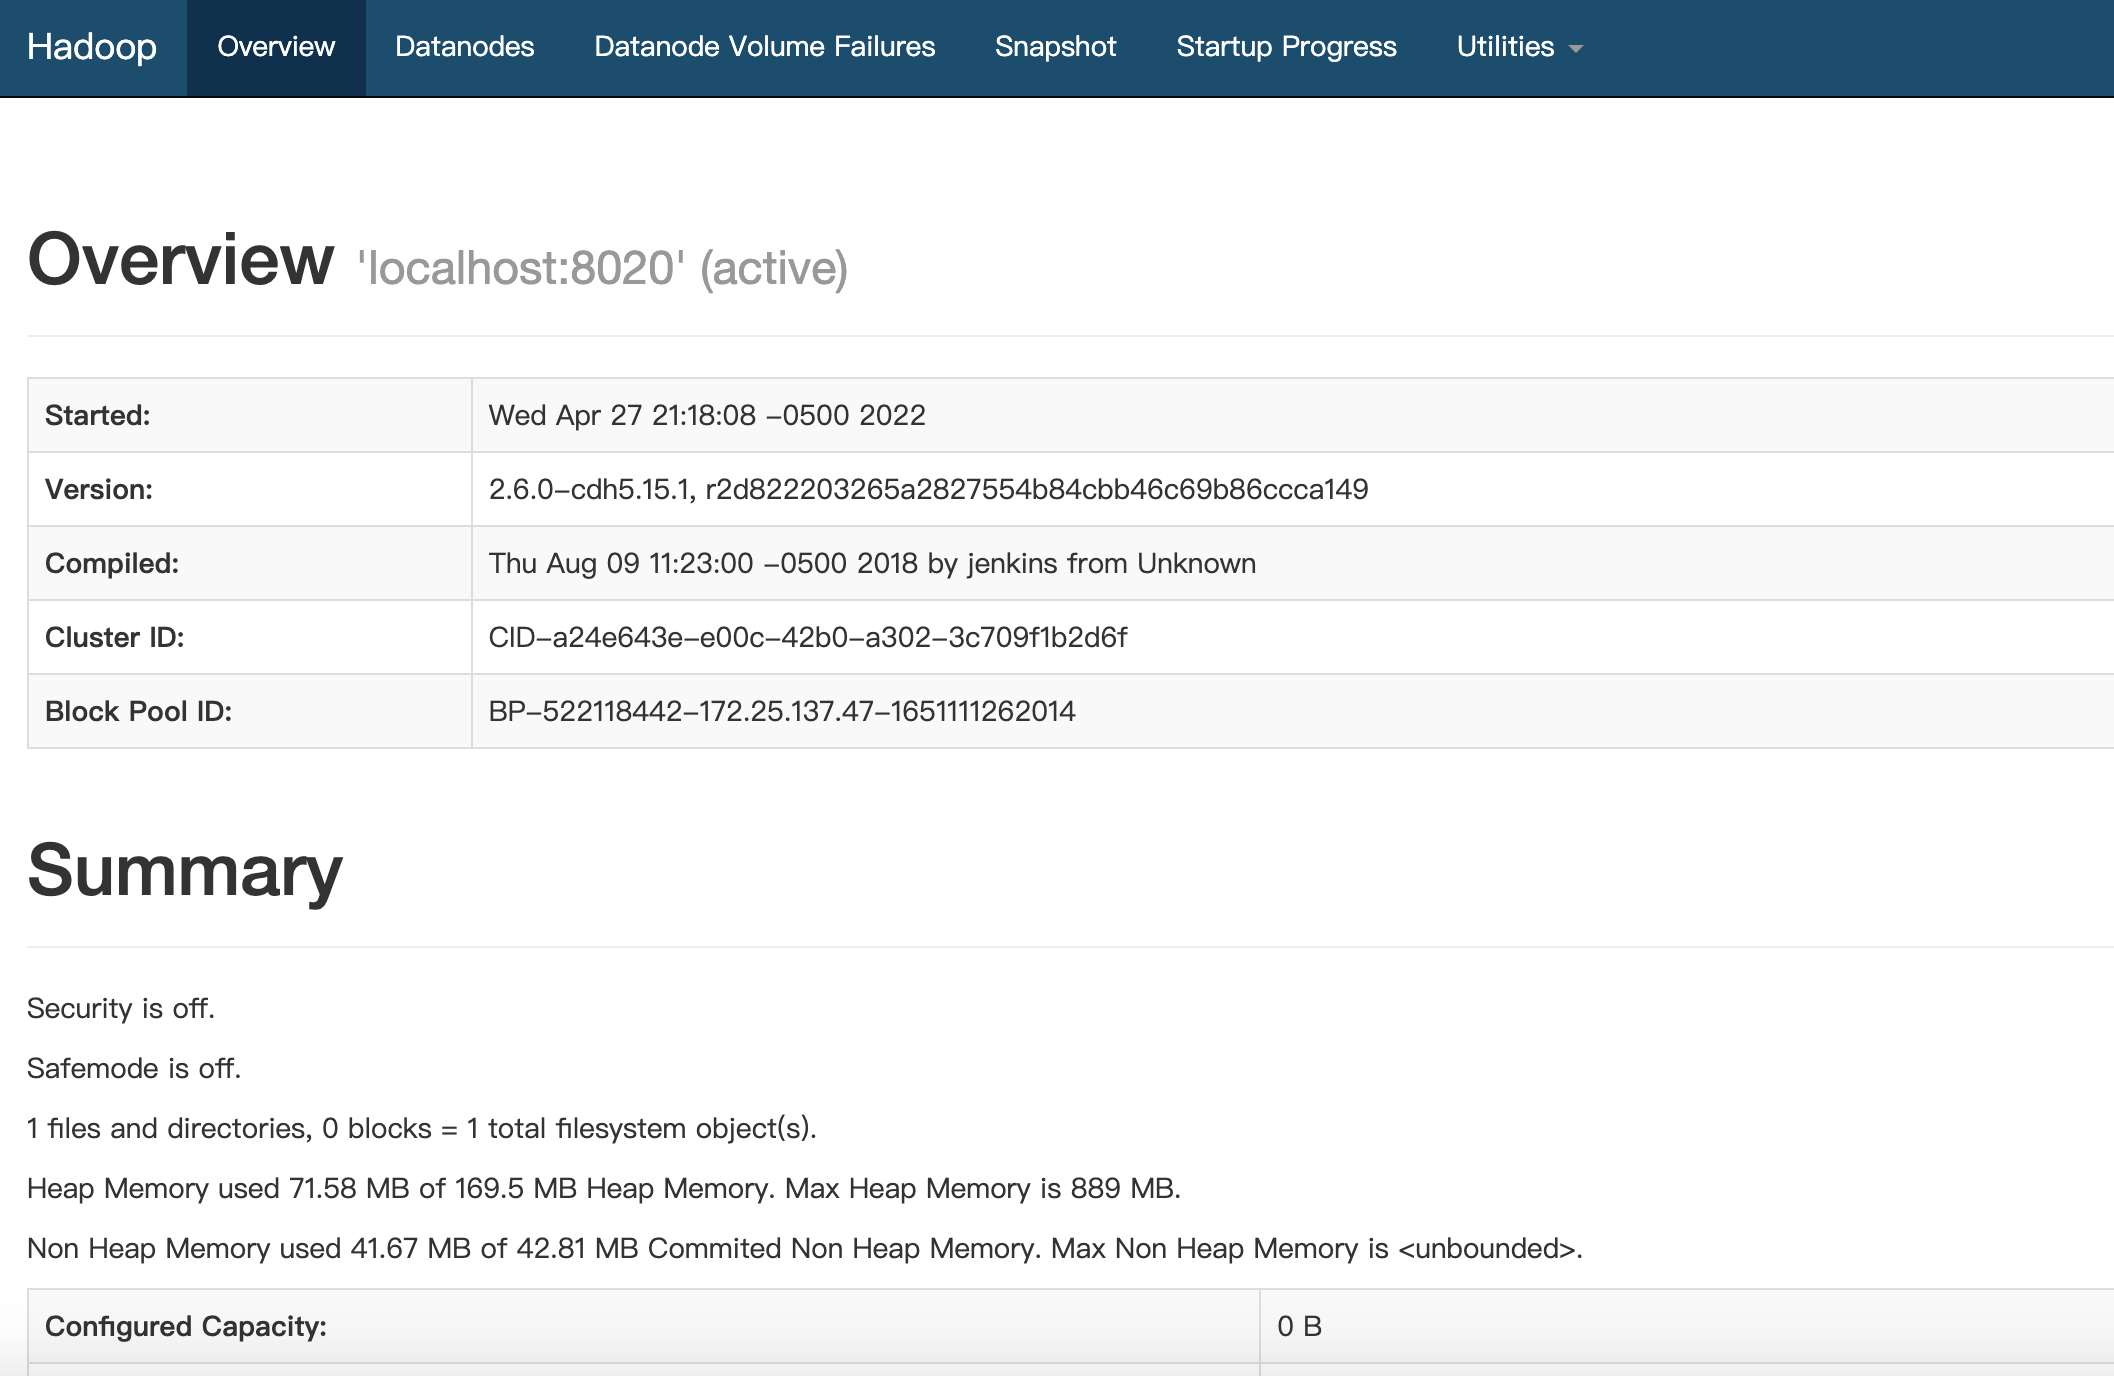 Hadoop Overview Datanodes Datanode Volume Failures Snapshot Startup Progress Utilities
Overview 'localhost:8020' (active)
Started: Wed Apr 27 21:18:08 -0500 2022
Version: 2.6.0-cdh5.15.1, r2d822203265a2827554b84cbb46c69b86ccca149
Compiled: Thu Aug 09 11:23:00 -0500 2018 by jenkins from Unknown
Cluster ID: CID-a24e643e-e00c-42b0-a302-3c709f1b2d6f
Block Pool ID: BP-522118442-172.25.137.47-1651111262014
Summary
Security is off.
Safemode is off.
1 files and directories, 0 blocks = 1 total filesystem object(s).
Heap Memory used 71.58 MB of 169.5 MB Heap Memory. Max Heap Memory is 889 MB.
Non Heap Memory used 41.67 MB of 42.81 MB Commited Non Heap Memory. Max Non Heap Memory is <unbounded>.
Configured Capacity: 0 B